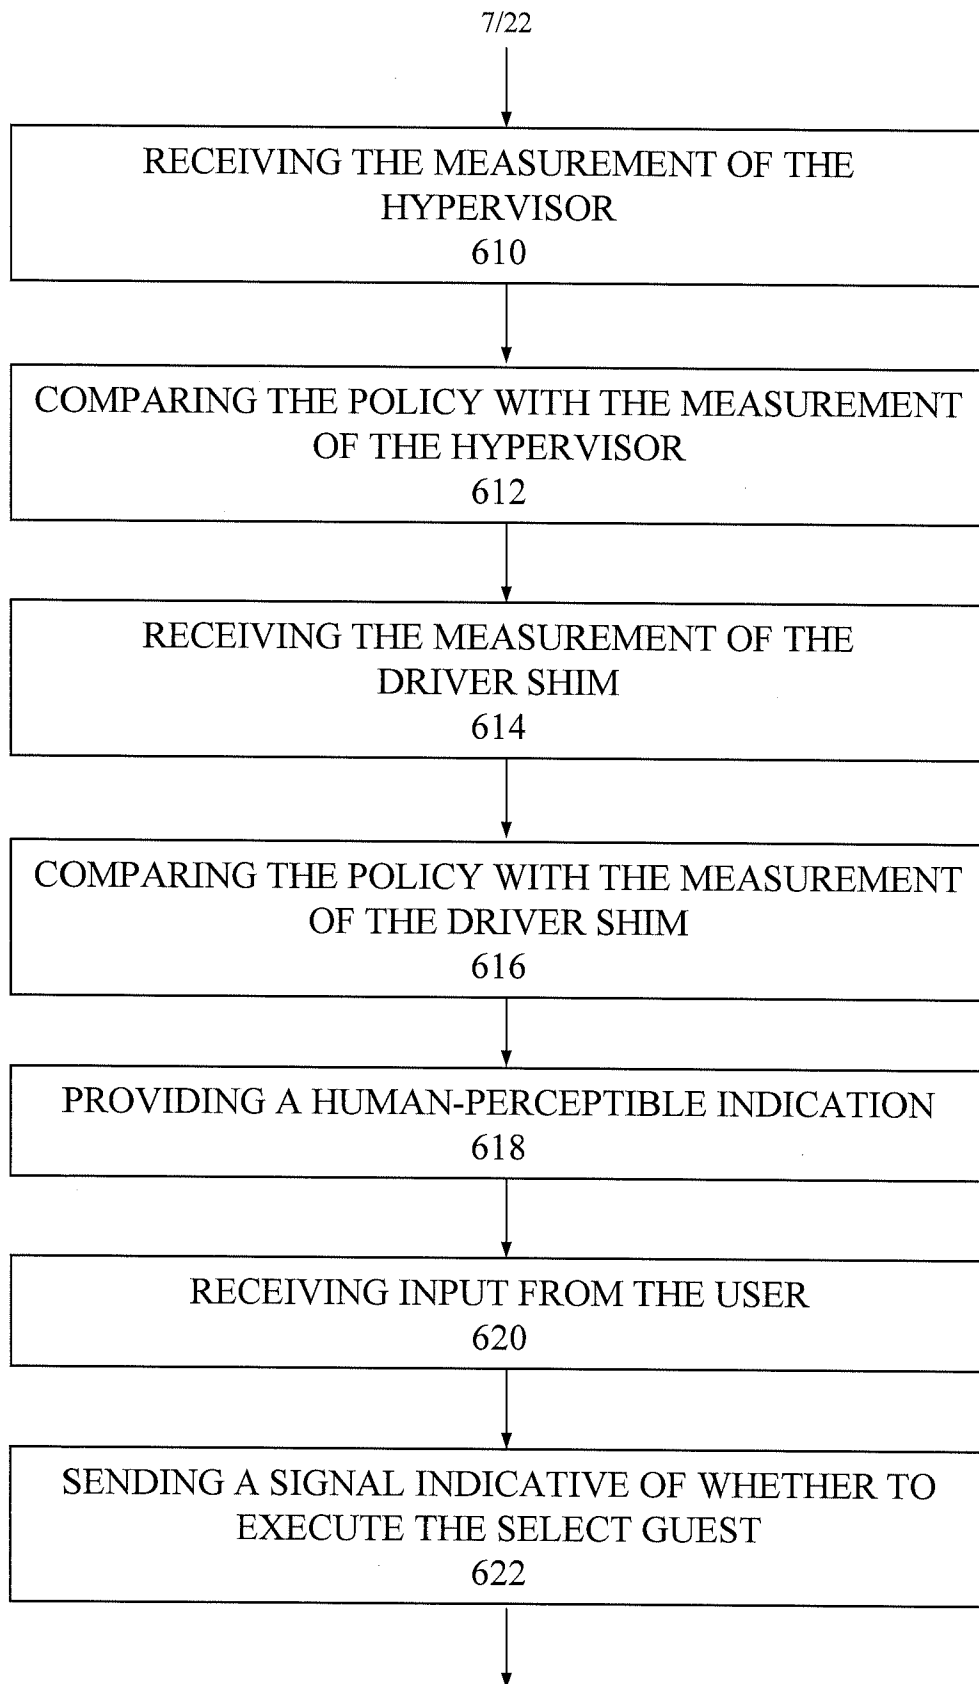 7/22
RECEIVING THE MEASUREMENT OF THE
HYPERVISOR
610
COMPARING THE POLICY WITH THE MEASUREMENT
OF THE HYPERVISOR
612
RECEIVING THE MEASUREMENT OF THE
DRIVER SHIM
614
COMPARING THE POLICY WITH THE MEASUREMENT
OF THE DRIVER SHIM
616
PROVIDING A HUMAN-PERCEPTIBLE INDICATION
618
RECEIVING INPUT FROM THE USER
620
SENDING A SIGNAL INDICATIVE OF WHETHER TO
EXECUTE THE SELECT GUEST
622